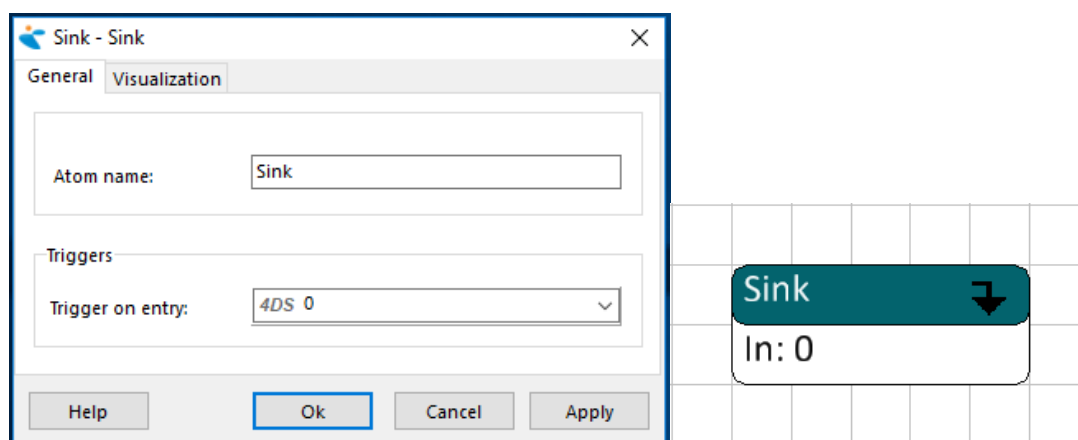 Sink - Sink
General Visualization
Atom name: Sink
Triggers
Trigger on entry: 4DS 0
Help Ok Cancel Apply
Sink
In: 0